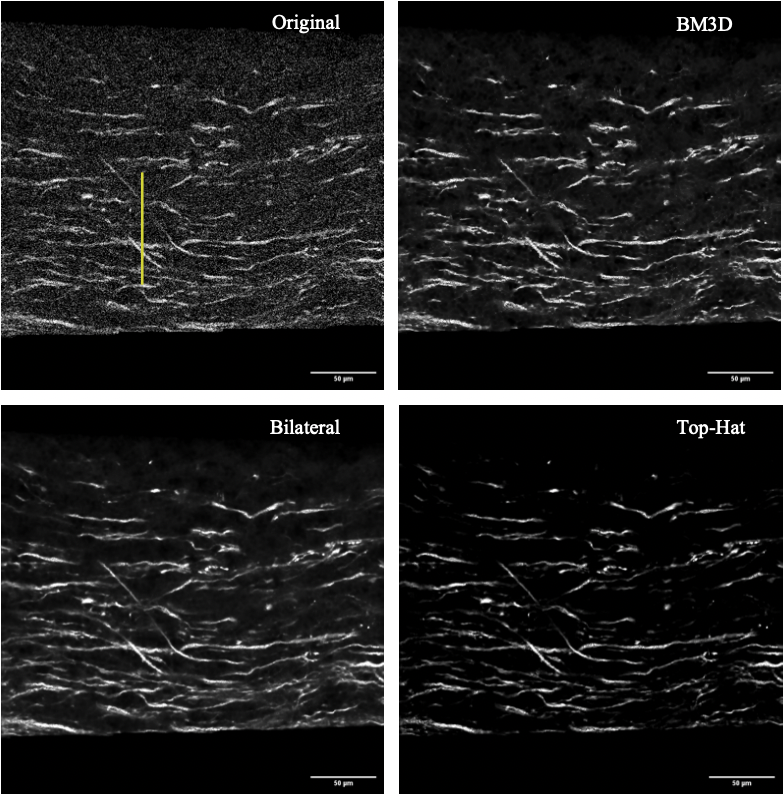 Original
BM3D
50 µm
50 µm
Bilateral
Top-Hat
50 µm
50 µm